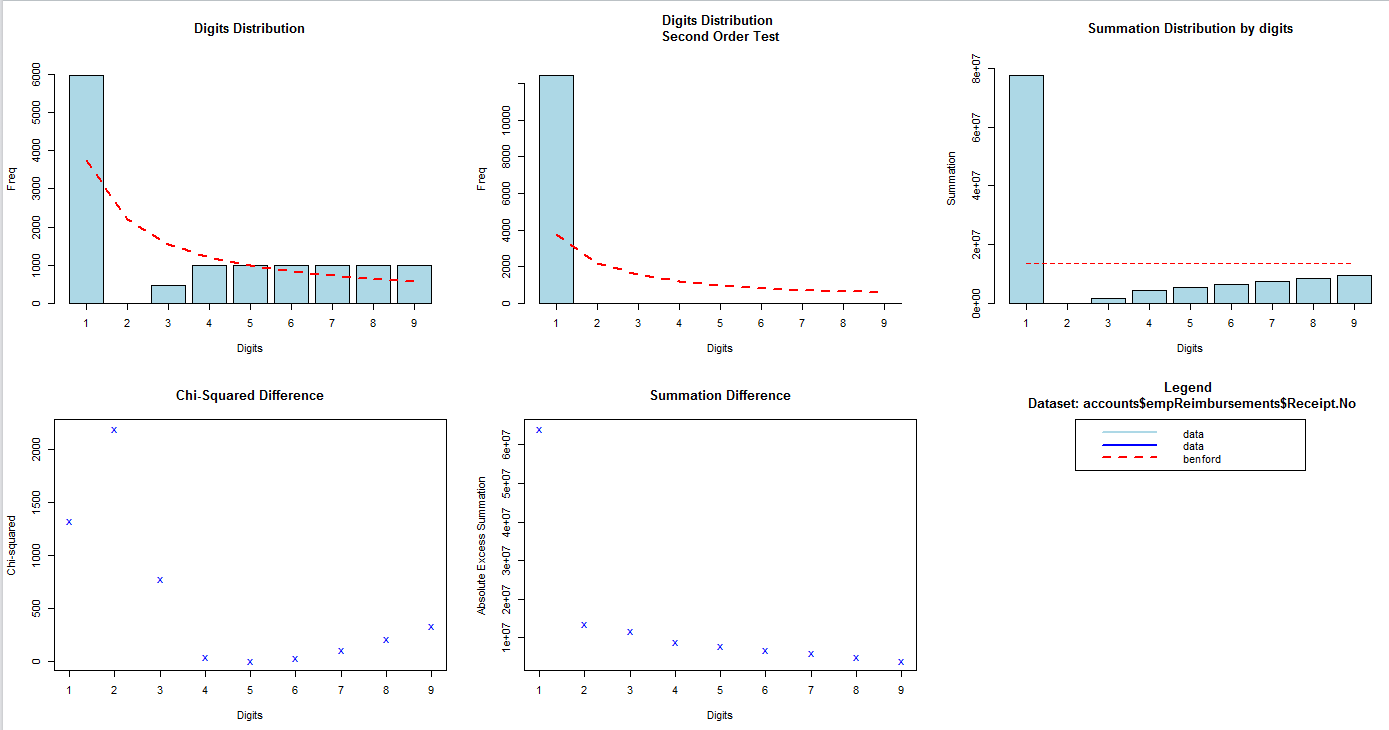 Digits Distribution
Freq
0 1000 2000 3000 4000 5000 6000
1 2 3 4 5 6 7 8 9
Digits
Digits Distribution
Second Order Test
Freq
0 2000 4000 6000 8000 10000
1 2 3 4 5 6 7 8 9
Digits
Summation Distribution by digits
Summation
0e+00 2e+07 4e+07 6e+07 8e+07
1 2 3 4 5 6 7 8 9
Digits
Chi-Squared Difference
Chi-squared
0 500 1000 1500 2000
1 2 3 4 5 6 7 8 9
Digits
Summation Difference
Absolute Excess Summation
1e+07 2e+07 3e+07 4e+07 5e+07 6e+07
1 2 3 4 5 6 7 8 9
Digits
Legend
Dataset: accounts$empReimbursements$Receipt.No
data
data
benford